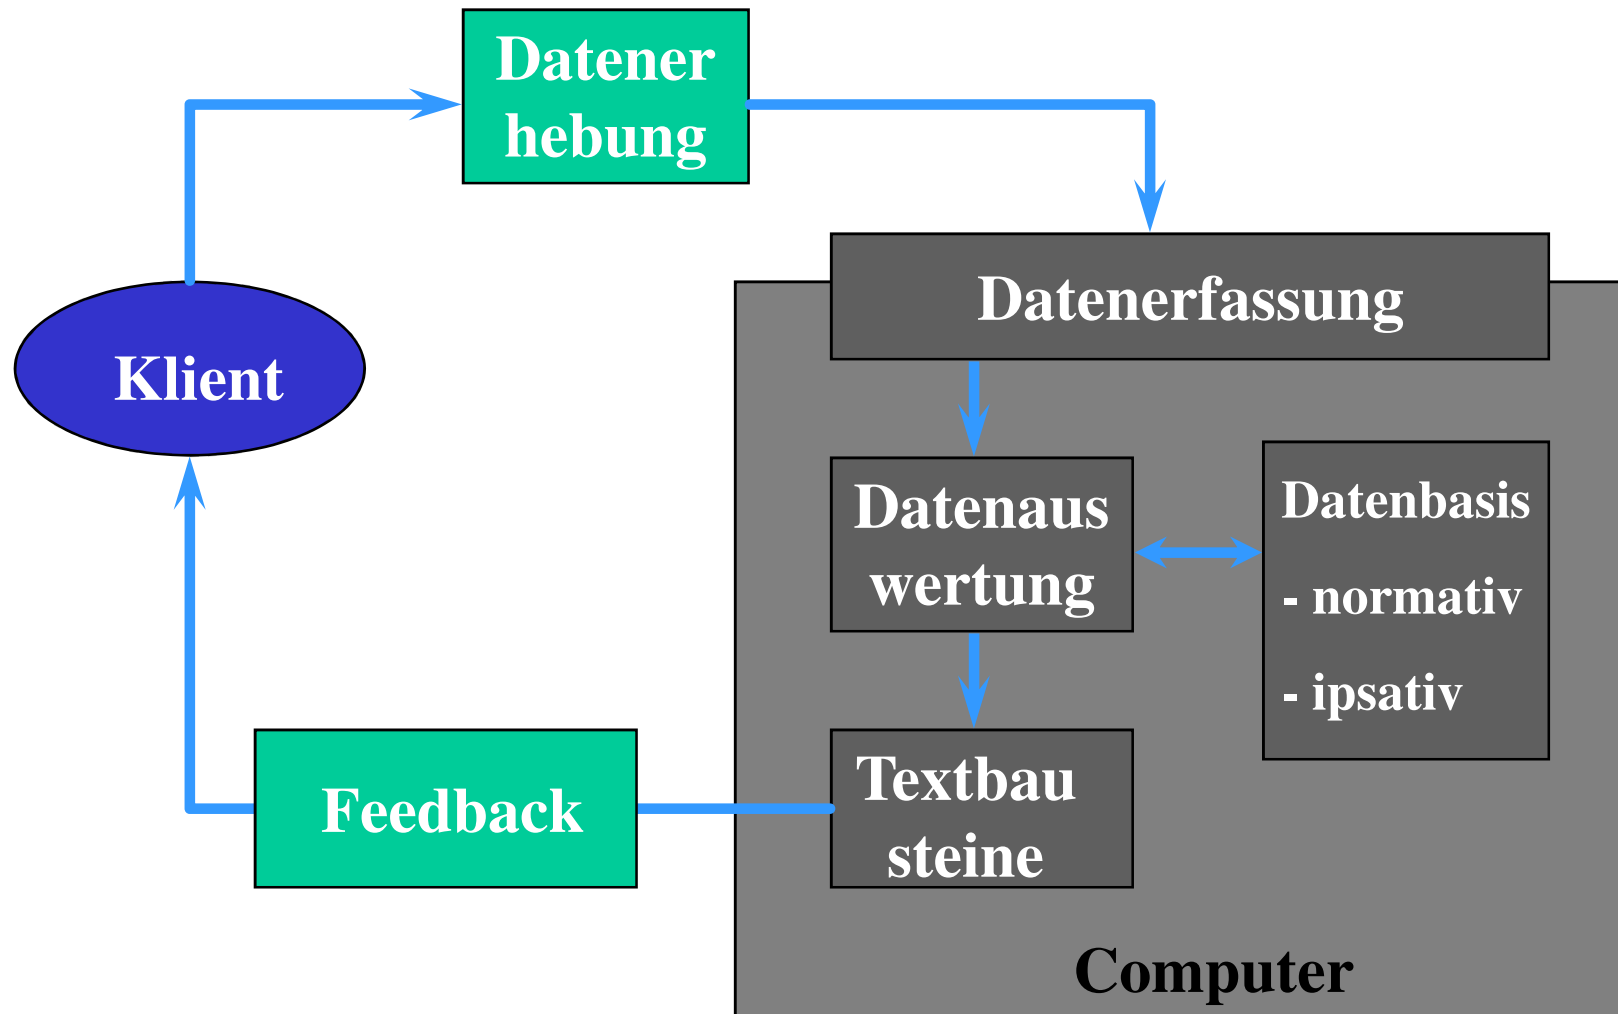 Datener
hebung
Datenerfassung
Klient
Datenaus
wertung
Datenbasis
- normativ
- ipsativ
Textbau
steine
Feedback
Computer